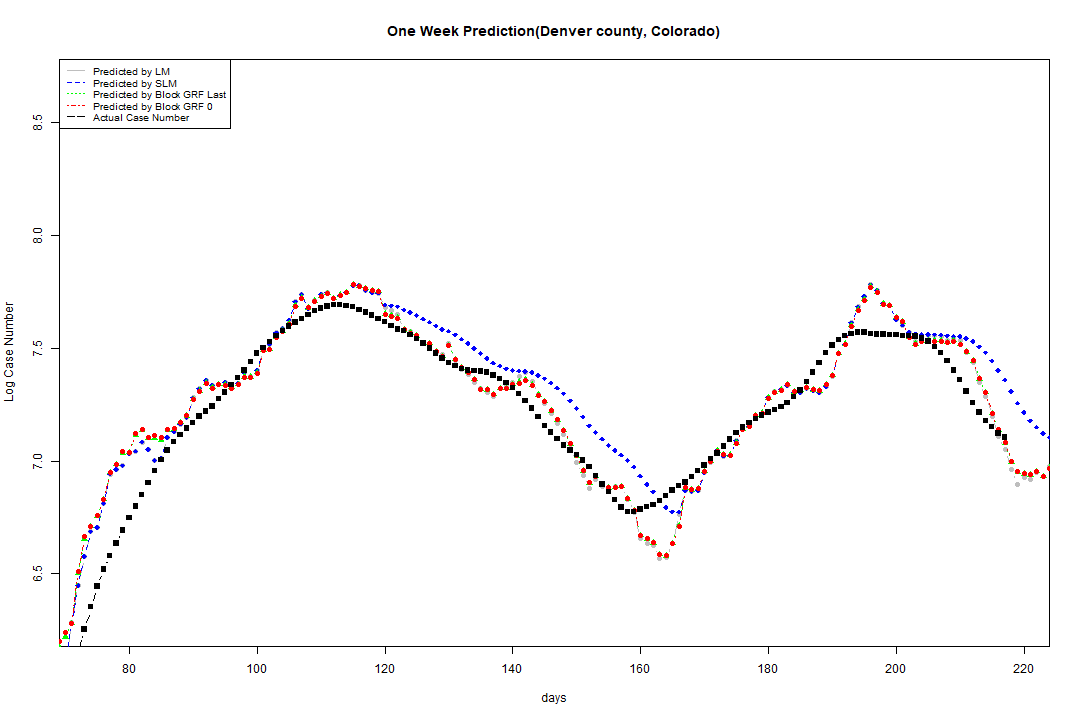 One Week Prediction(Denver county, Colorado)
Predicted by LM
Predicted by SLM
Predicted by Block GRF Last
Predicted by Block GRF 0
Actual Case Number
8.5
8.0
7.5
7.0
6.5
Log Case Number
80 100 120 140 160 180 200 220
days